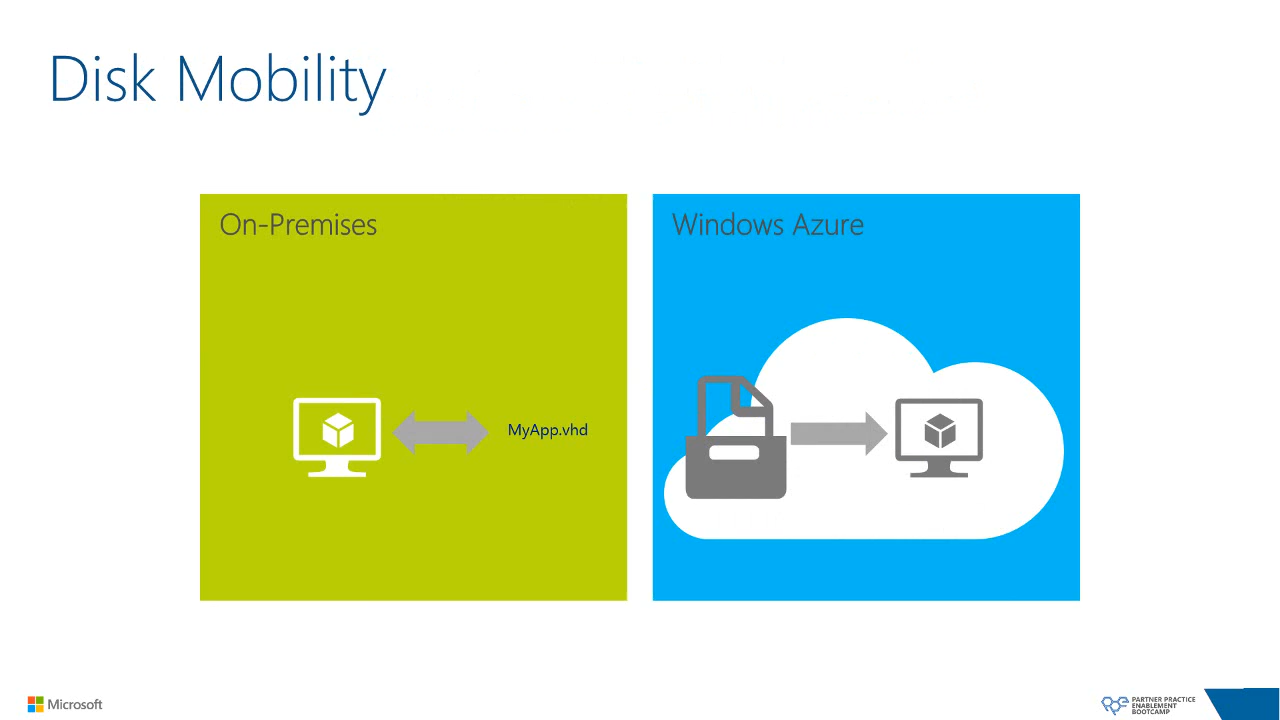 Disk Mobility
On-Premises
Windows Azure
MyApp.vhd
Microsoft
PARTNER PRACTICE
ENABLEMENT
BOOTCAMP